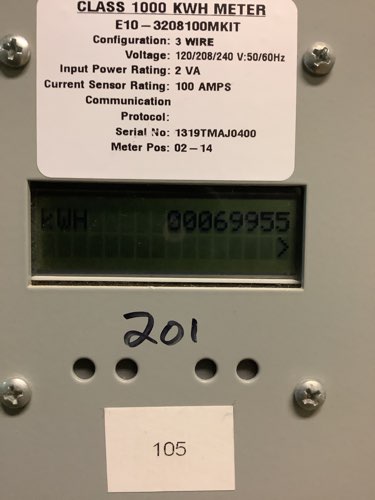 CLASS 1000 KWH METER
E10-3208100MKIT
Configuration: 3 WIRE
Voltage: 120/208/240 V:50/60Hz
Input Power Rating: 2 VA
Current Sensor Rating: 100 AMPS
Communication
Protocol:
Serial No: 1319TMAJ0400
Meter Pos: 02-14
kWH 00069955
>
201
105